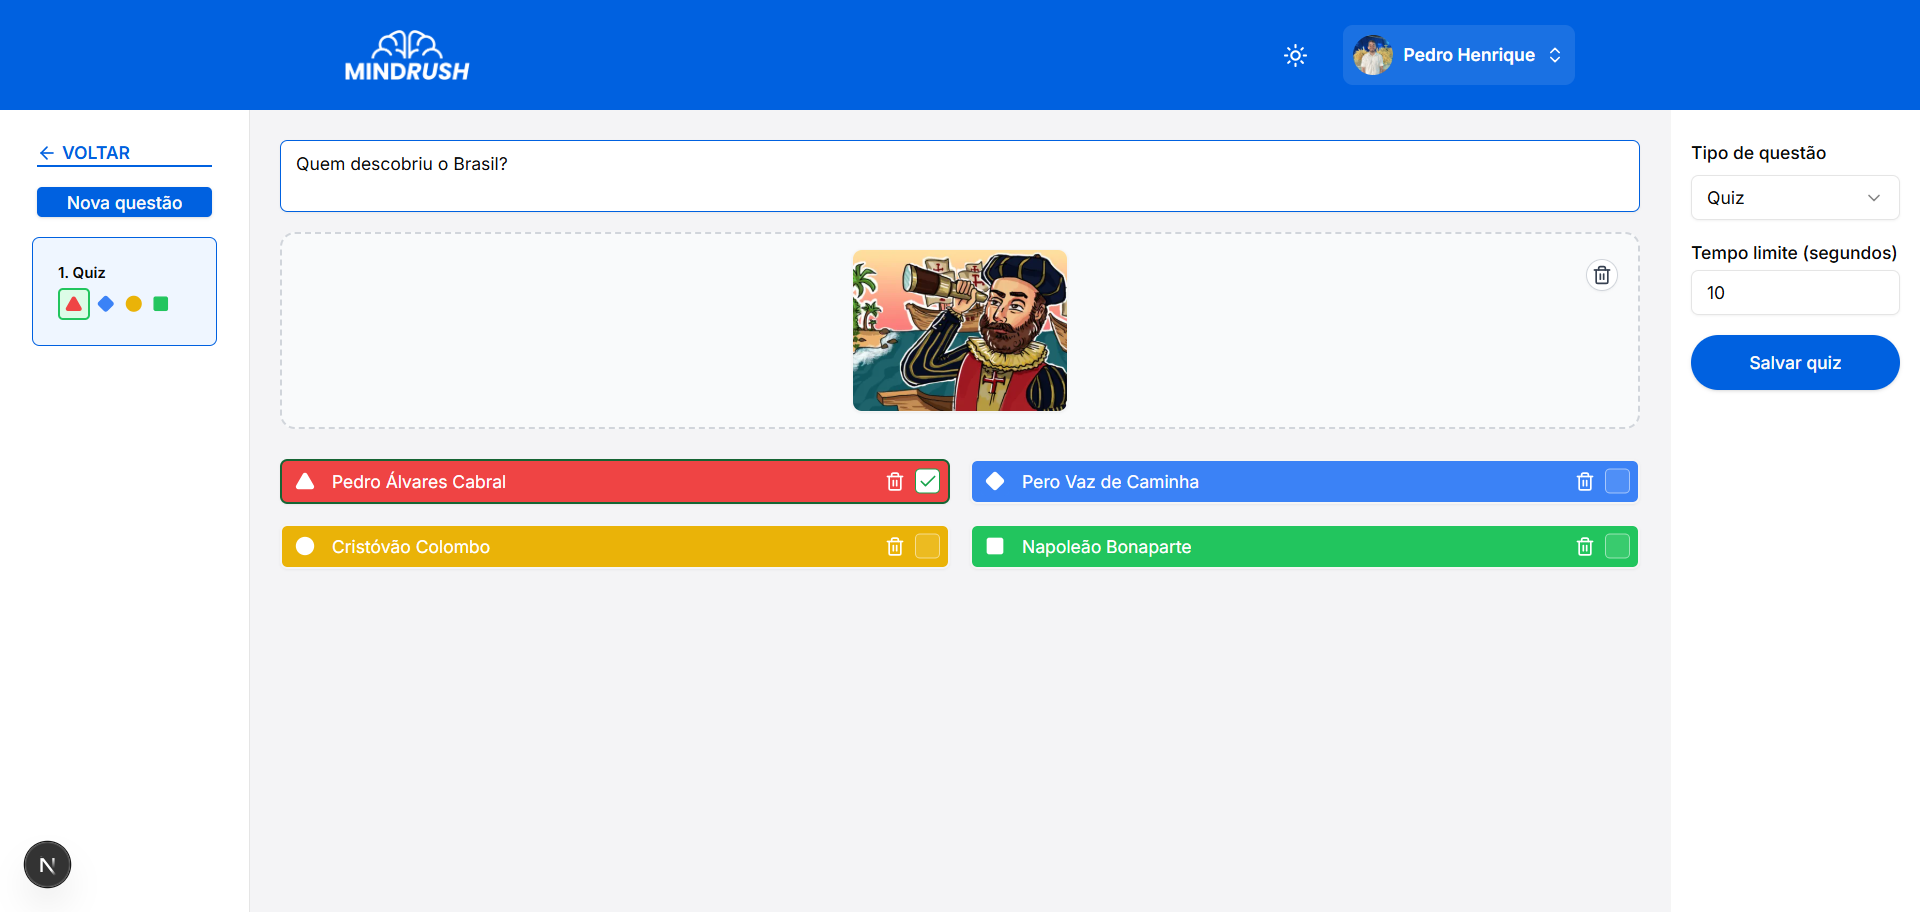 MINDRUSH
Pedro Henrique
VOLTAR
Nova questão
1. Quiz
Quem descobriu o Brasil?
Pedro Álvares Cabral
Pero Vaz de Caminha
Cristóvão Colombo
Napoleão Bonaparte
Tipo de questão
Quiz
Tempo limite (segundos)
10
Salvar quiz
N